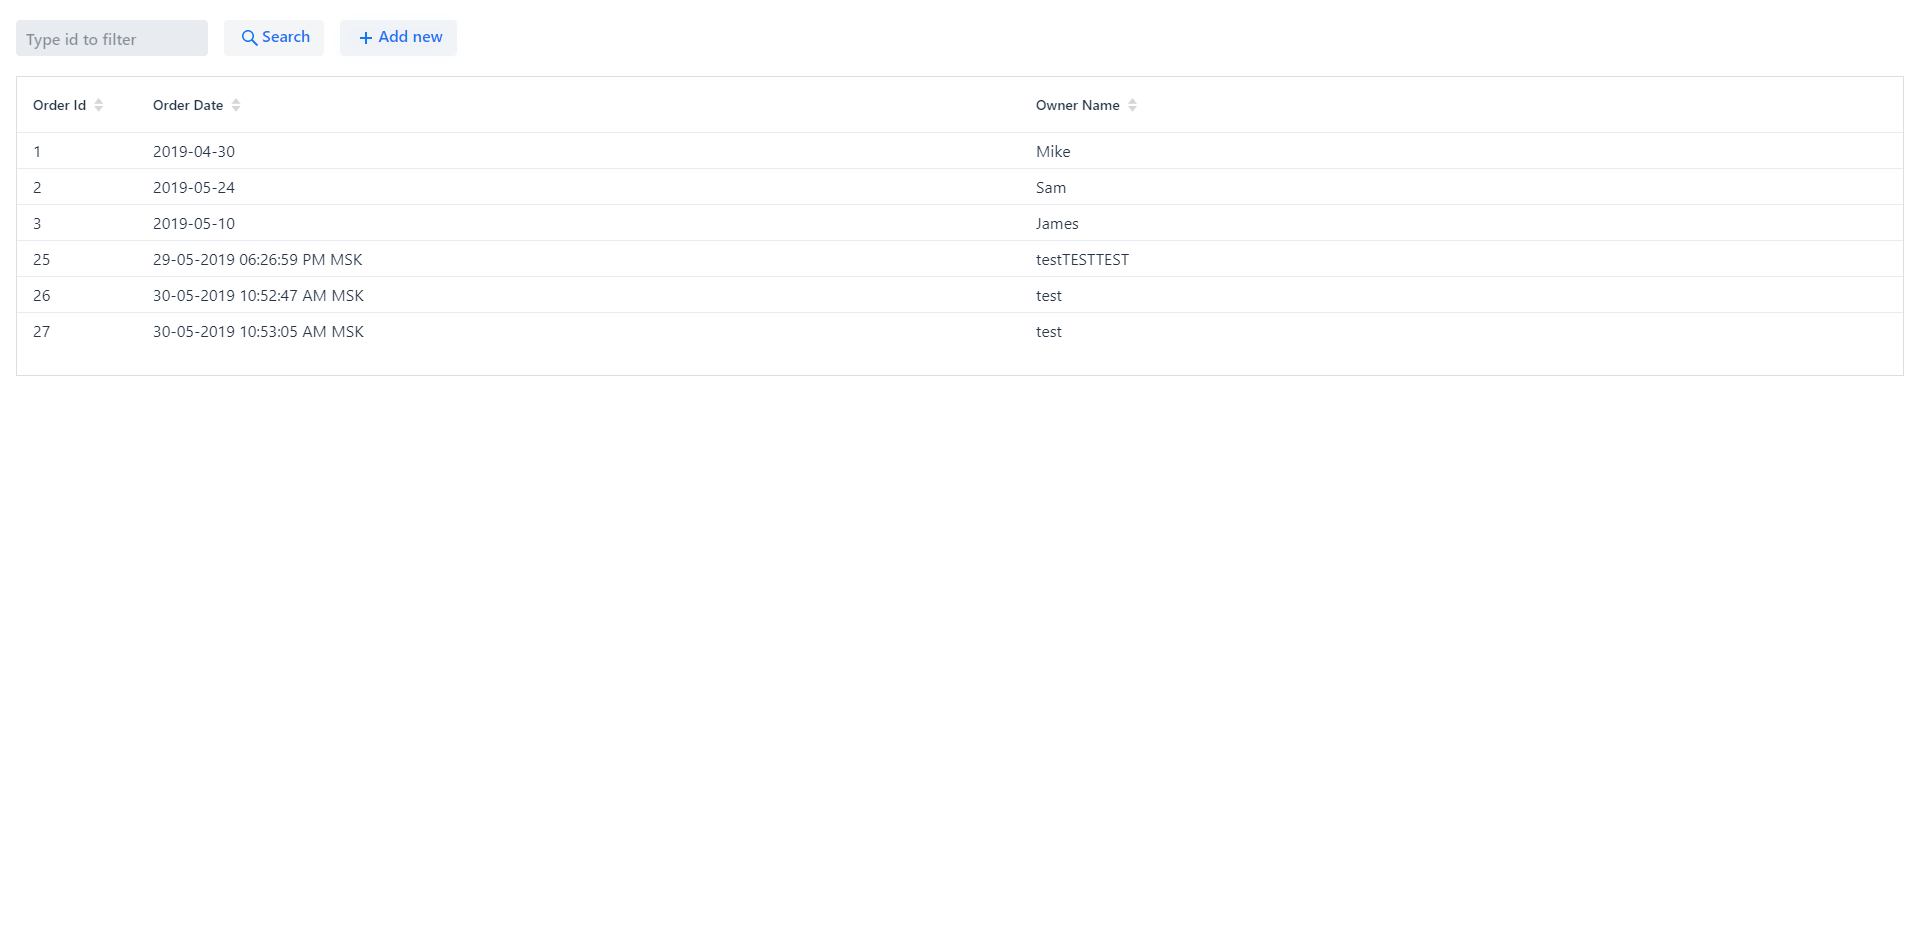 Type id to filter Search + Add new
Order Id Order Date Owner Name
1 2019-04-30 Mike
2 2019-05-24 Sam
3 2019-05-10 James
25 29-05-2019 06:26:59 PM MSK testTESTTEST
26 30-05-2019 10:52:47 AM MSK test
27 30-05-2019 10:53:05 AM MSK test